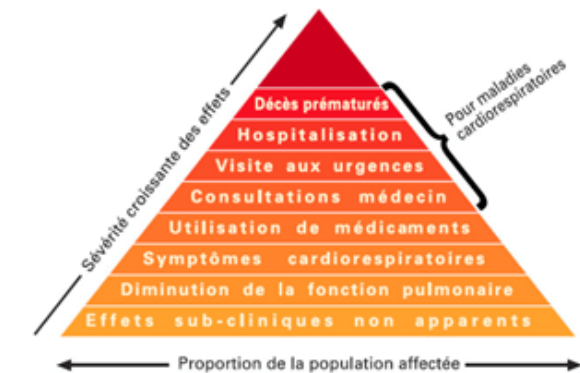 Décès prématurés
Hospitalisation
Visite aux urgences
Consultations médecin
Utilisation de médicaments
Symptômes cardiorespiratoires
Diminution de la fonction pulmonaire
Effets sub-cliniques non apparents
Sévérité croissante des effets
Pour maladies
cardiorespiratoires
Proportion de la population affectée